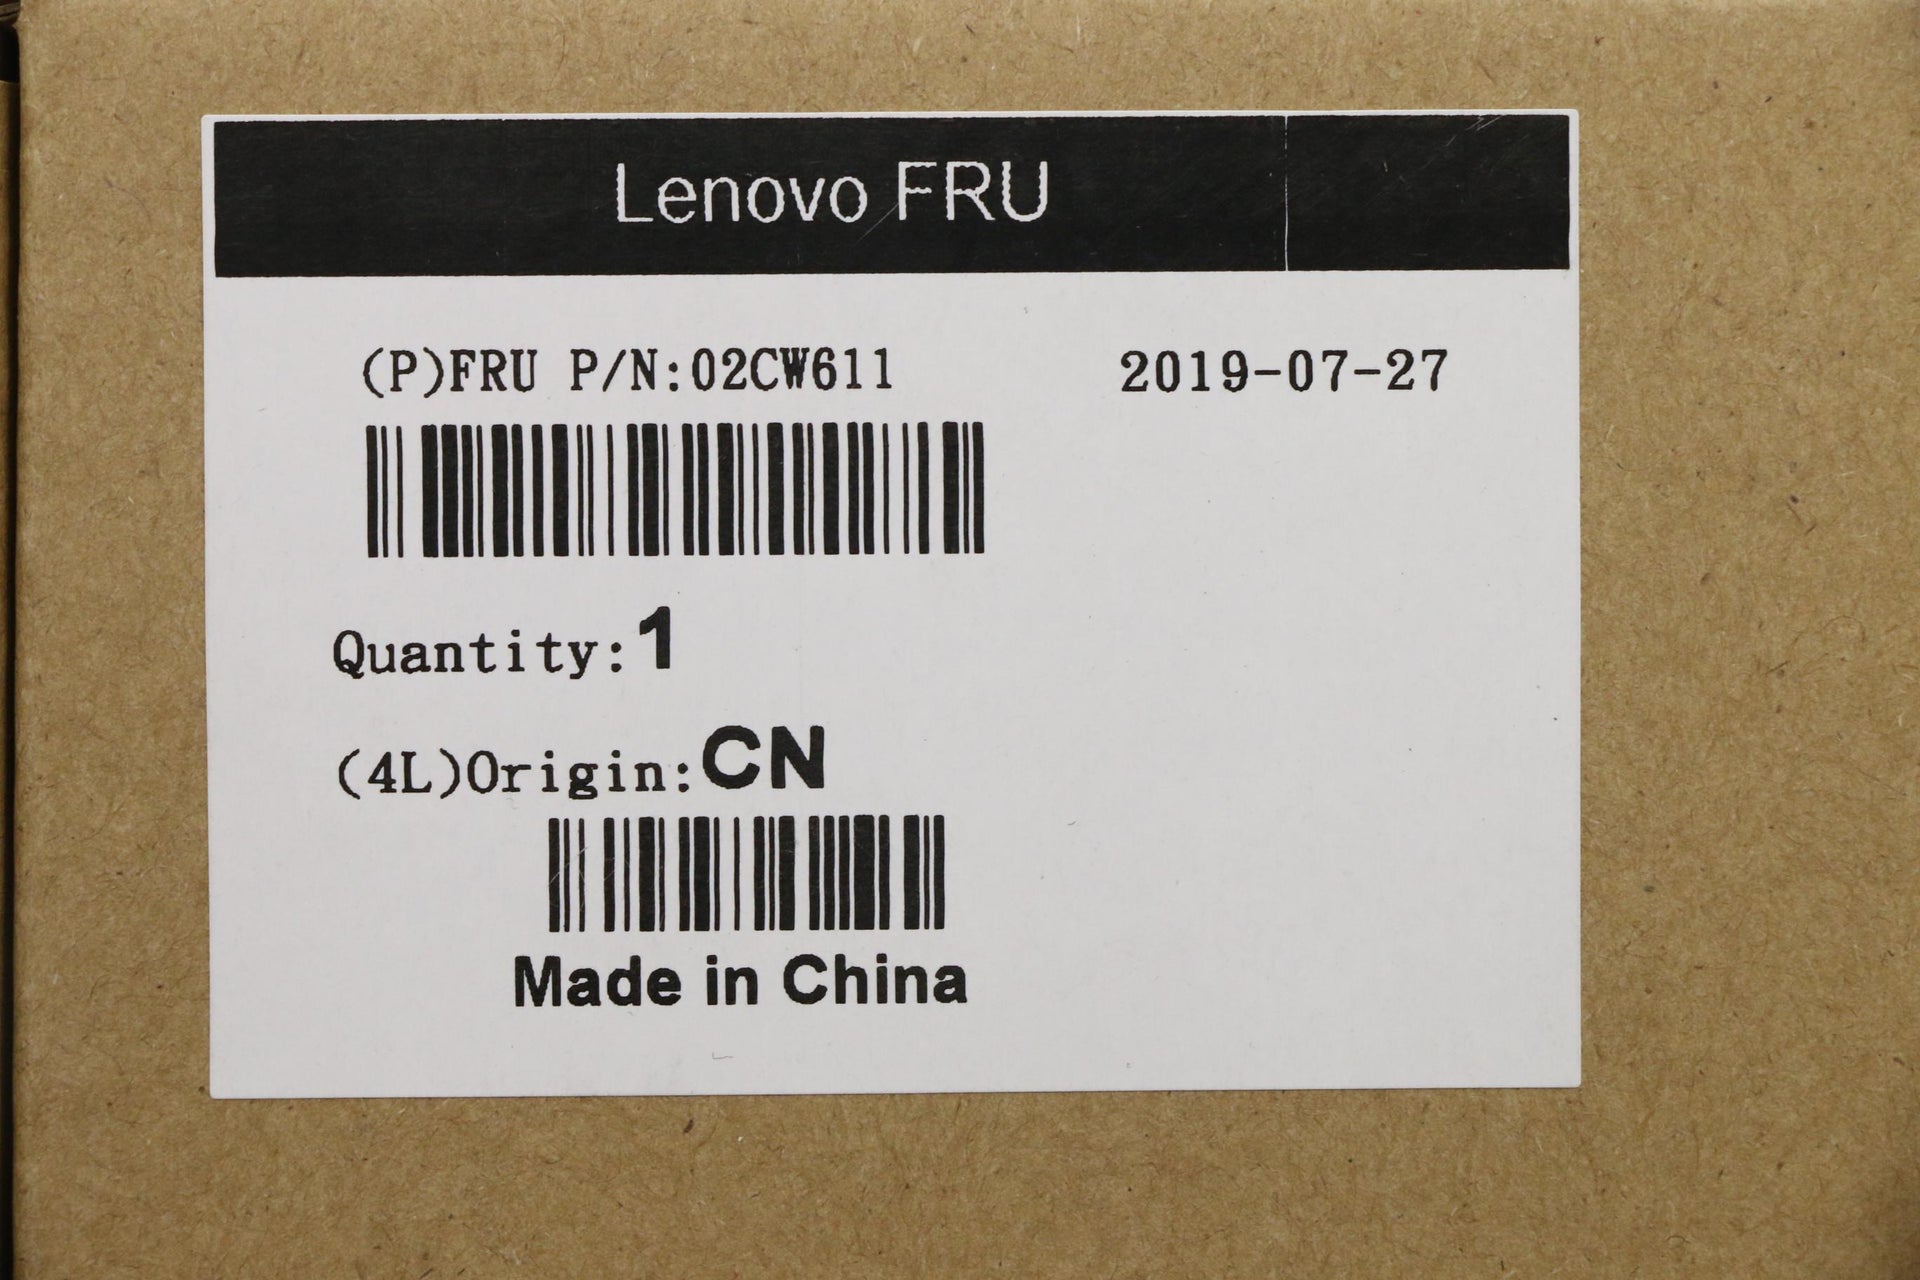 Lenovo FRU
(P)FRU P/N:02CW611 2019-07-27
Quantity:1
(4L)Origin:CN
Made in China